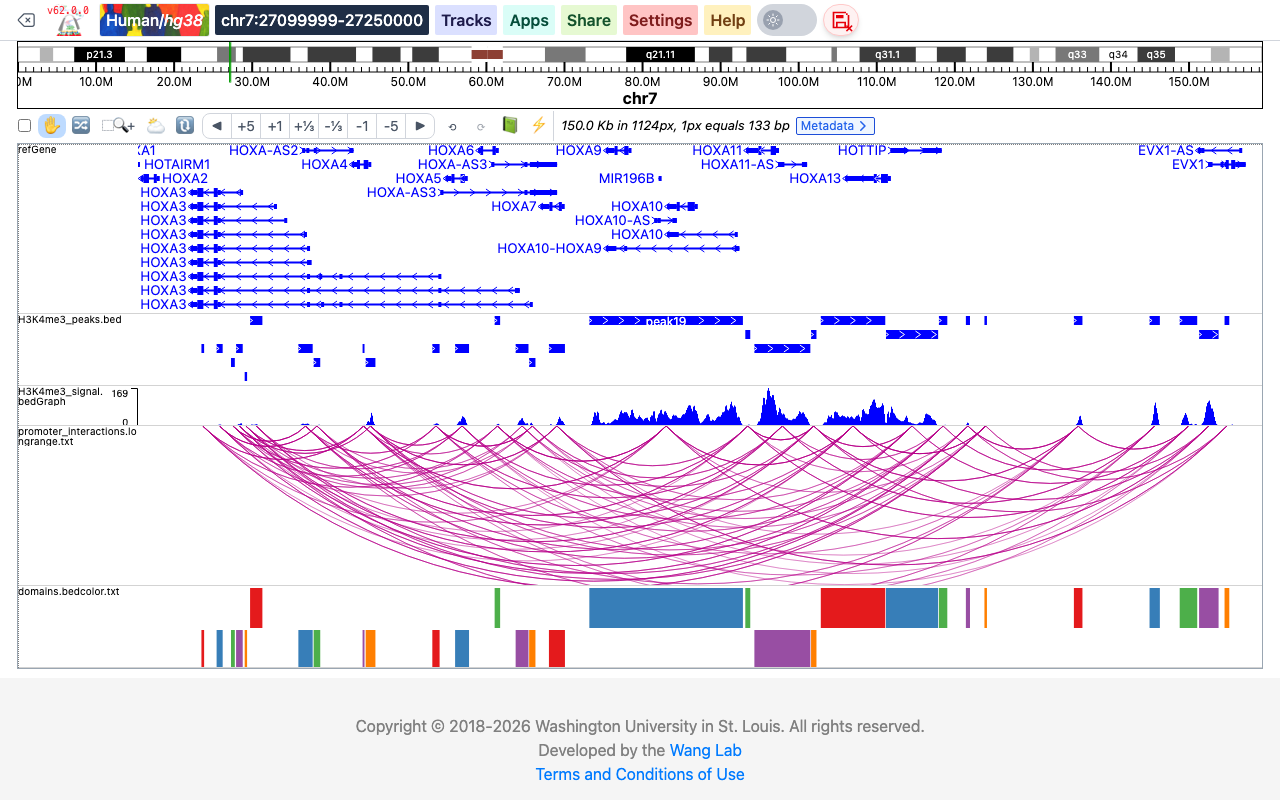 v62.0.0
Human/hg38 chr7:27099999-27250000 Tracks Apps Share Settings Help
p21.3 q21.11 q31.1 q33 q34 q35
0M 10.0M 20.0M 30.0M 40.0M 50.0M 60.0M 70.0M 80.0M 90.0M 100.0M 110.0M 120.0M 130.0M 140.0M 150.0M
chr7
◀ +5 +1 +⅓ -⅓ -1 -5 ▶ 150.0 Kb in 1124px, 1px equals 133 bp Metadata
refGene
XA1 HOXA-AS2 HOXA6 HOXA9 HOXA11 HOTTIP EVX1-AS
HOTAIRM1 HOXA4 HOXA-AS3 HOXA11-AS EVX1
HOXA2 HOXA5 MIR196B HOXA13
HOXA3 HOXA-AS3
HOXA3 HOXA7 HOXA10
HOXA3 HOXA10-AS
HOXA3 HOXA10
HOXA3 HOXA10-HOXA9
HOXA3
HOXA3
HOXA3
HOXA3
H3K4me3_peaks.bed
peak19
H3K4me3_signal.
bedGraph
169
0
promoter_interactions.lo
ngrange.txt
domains.bedcolor.txt
Copyright © 2018-2026 Washington University in St. Louis. All rights reserved.
Developed by the Wang Lab
Terms and Conditions of Use